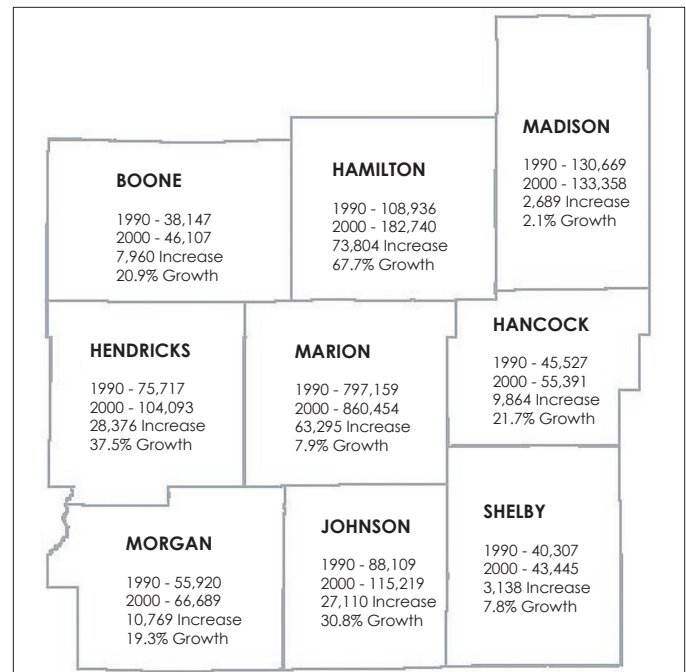 MADISON
1990 - 130,669
2000 - 133,358
2,689 Increase
2.1% Growth
HAMILTON
1990 - 108,936
2000 - 182,740
73,804 Increase
67.7% Growth
BOONE
1990 - 38,147
2000 - 46,107
7,960 Increase
20.9% Growth
HANCOCK
1990 - 45,527
2000 - 55,391
9,864 Increase
21.7% Growth
HENDRICKS
1990 - 75,717
2000 - 104,093
28,376 Increase
37.5% Growth
MARION
1990 - 797,159
2000 - 860,454
63,295 Increase
7.9% Growth
SHELBY
1990 - 40,307
2000 - 43,445
3,138 Increase
7.8% Growth
JOHNSON
1990 - 88,109
2000 - 115,219
27,110 Increase
30.8% Growth
MORGAN
1990 - 55,920
2000 - 66,689
10,769 Increase
19.3% Growth